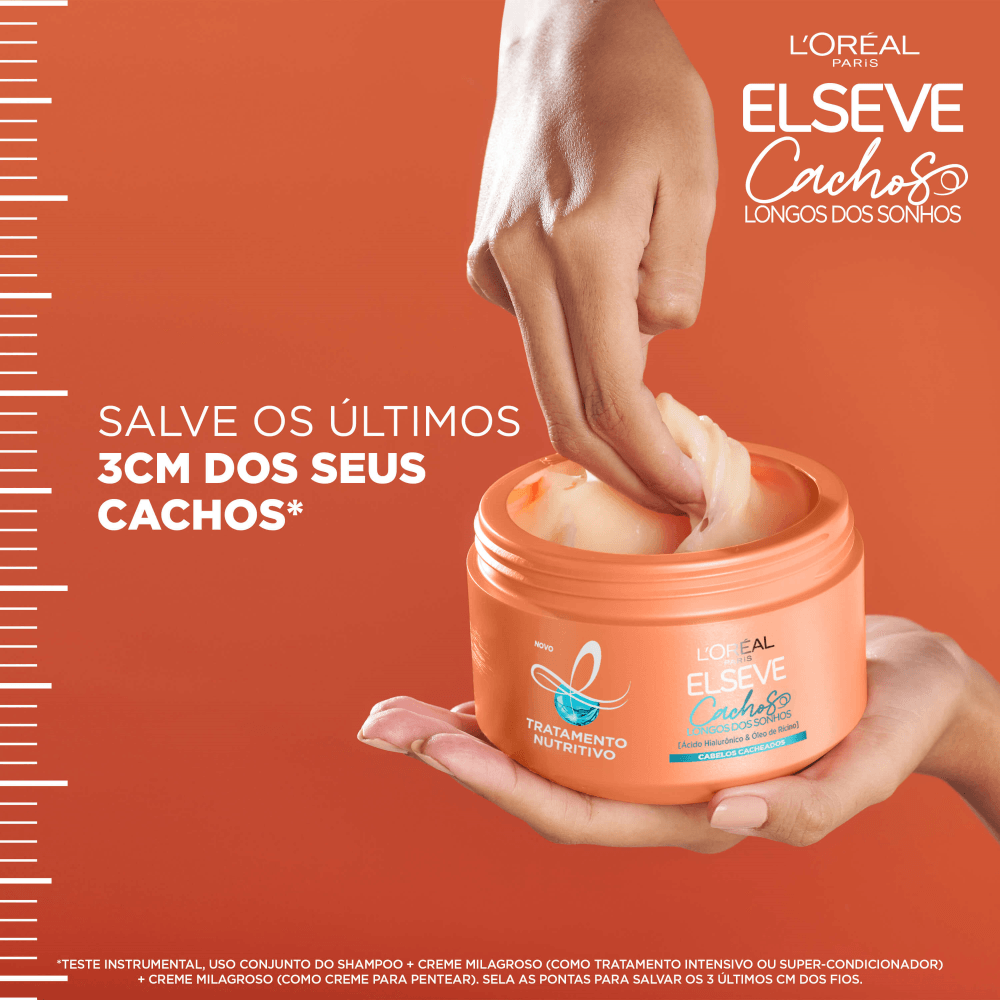 L'ORÉAL
PARIS
ELSEVE
Cachos
LONGOS DOS SONHOS
SALVE OS ÚLTIMOS
3CM DOS SEUS
CACHOS*
NOVO
TRATAMENTO
NUTRITIVO
L'ORÉAL
PARIS
ELSEVE
Cachos
LONGOS DOS SONHOS
[Ácido Hialurônico & Óleo de Rícino]
CABELOS CACHEADOS
*TESTE INSTRUMENTAL, USO CONJUNTO DO SHAMPOO + CREME MILAGROSO (COMO TRATAMENTO INTENSIVO OU SUPER-CONDICIONADOR)
+ CREME MILAGROSO (COMO CREME PARA PENTEAR). SELA AS PONTAS PARA SALVAR OS 3 ÚLTIMOS CM DOS FIOS.